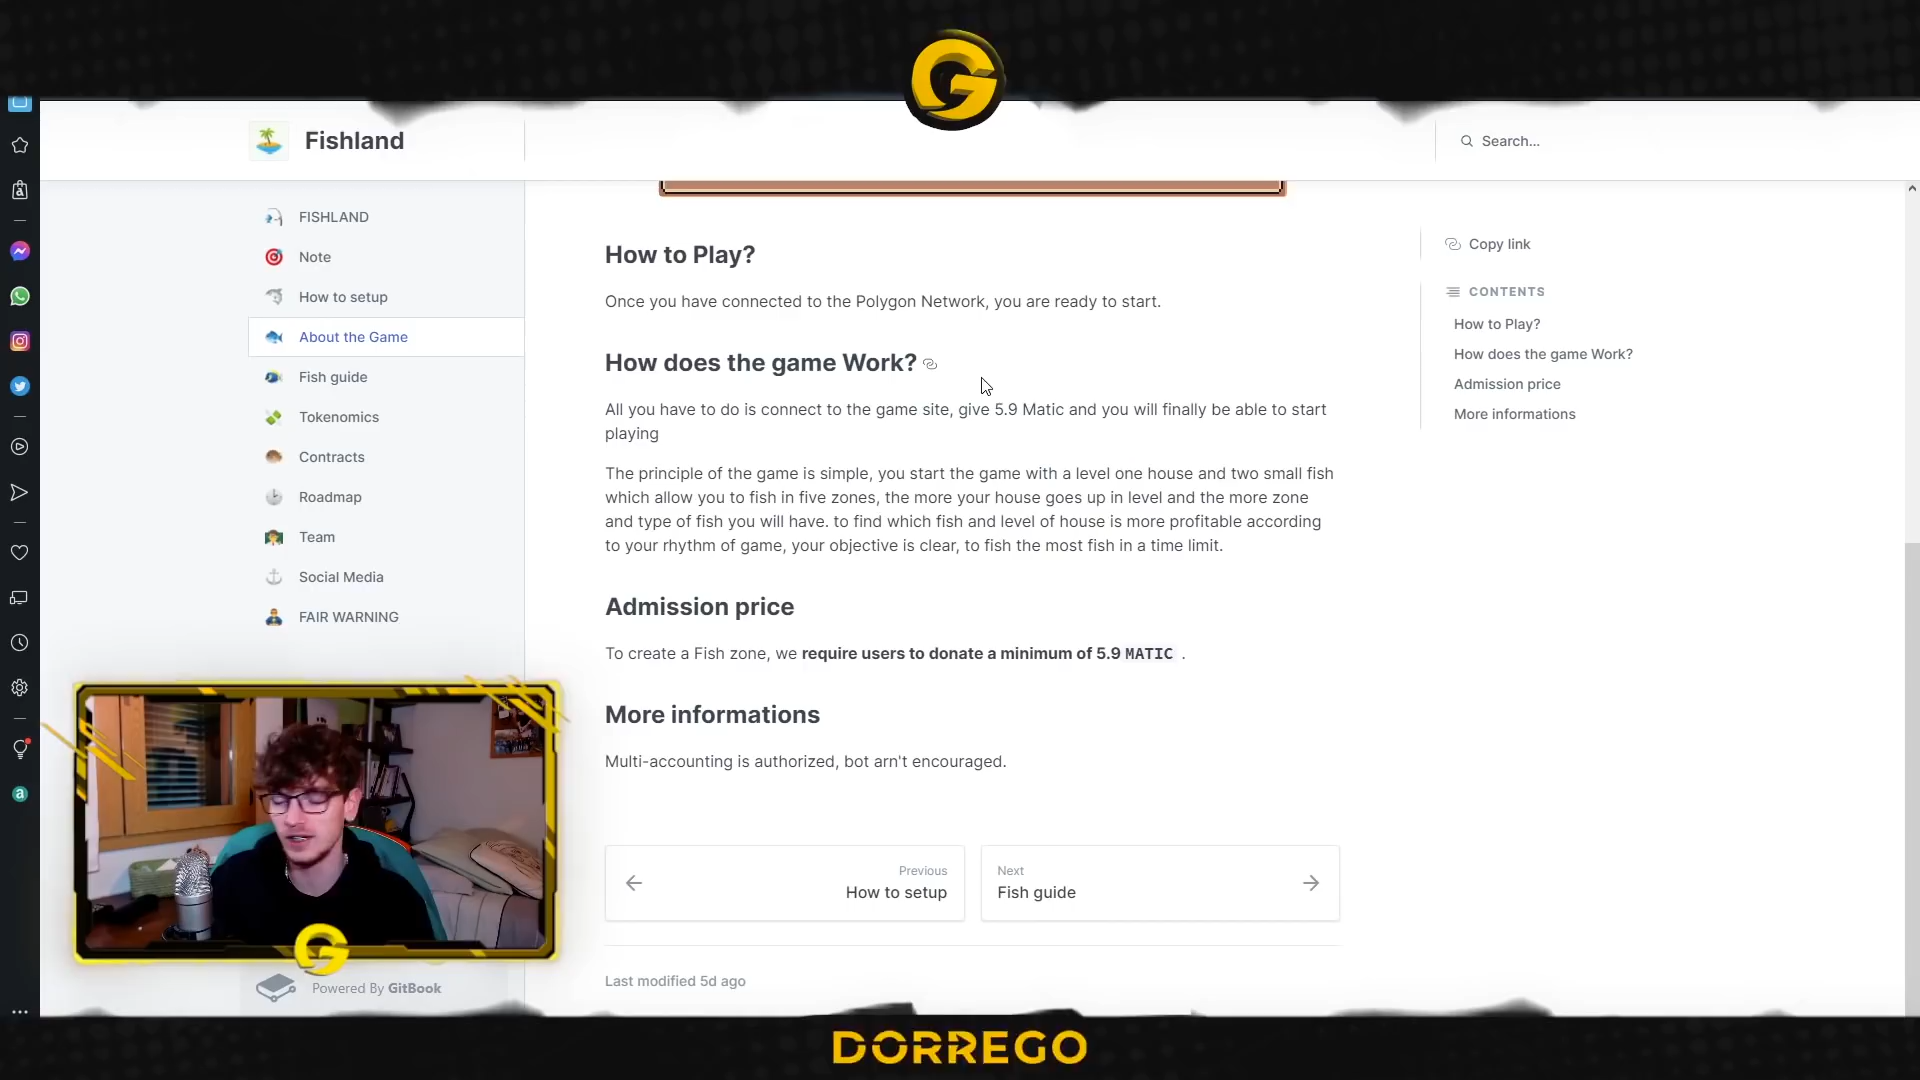 Fishland
Search...
FISHLAND
Note
How to setup
About the Game
Fish guide
Tokenomics
Contracts
Roadmap
Team
Social Media
FAIR WARNING
Powered By GitBook
How to Play?
Once you have connected to the Polygon Network, you are ready to start.
How does the game Work?
All you have to do is connect to the game site, give 5.9 Matic and you will finally be able to start
playing
The principle of the game is simple, you start the game with a level one house and two small fish
which allow you to fish in five zones, the more your house goes up in level and the more zone
and type of fish you will have. to find which fish and level of house is more profitable according
to your rhythm of game, your objective is clear, to fish the most fish in a time limit.
Admission price
To create a Fish zone, we require users to donate a minimum of 5.9 MATIC .
More informations
Multi-accounting is authorized, bot arn't encouraged.
Previous
How to setup
Next
Fish guide
Last modified 5d ago
Copy link
CONTENTS
How to Play?
How does the game Work?
Admission price
More informations
DORREGO